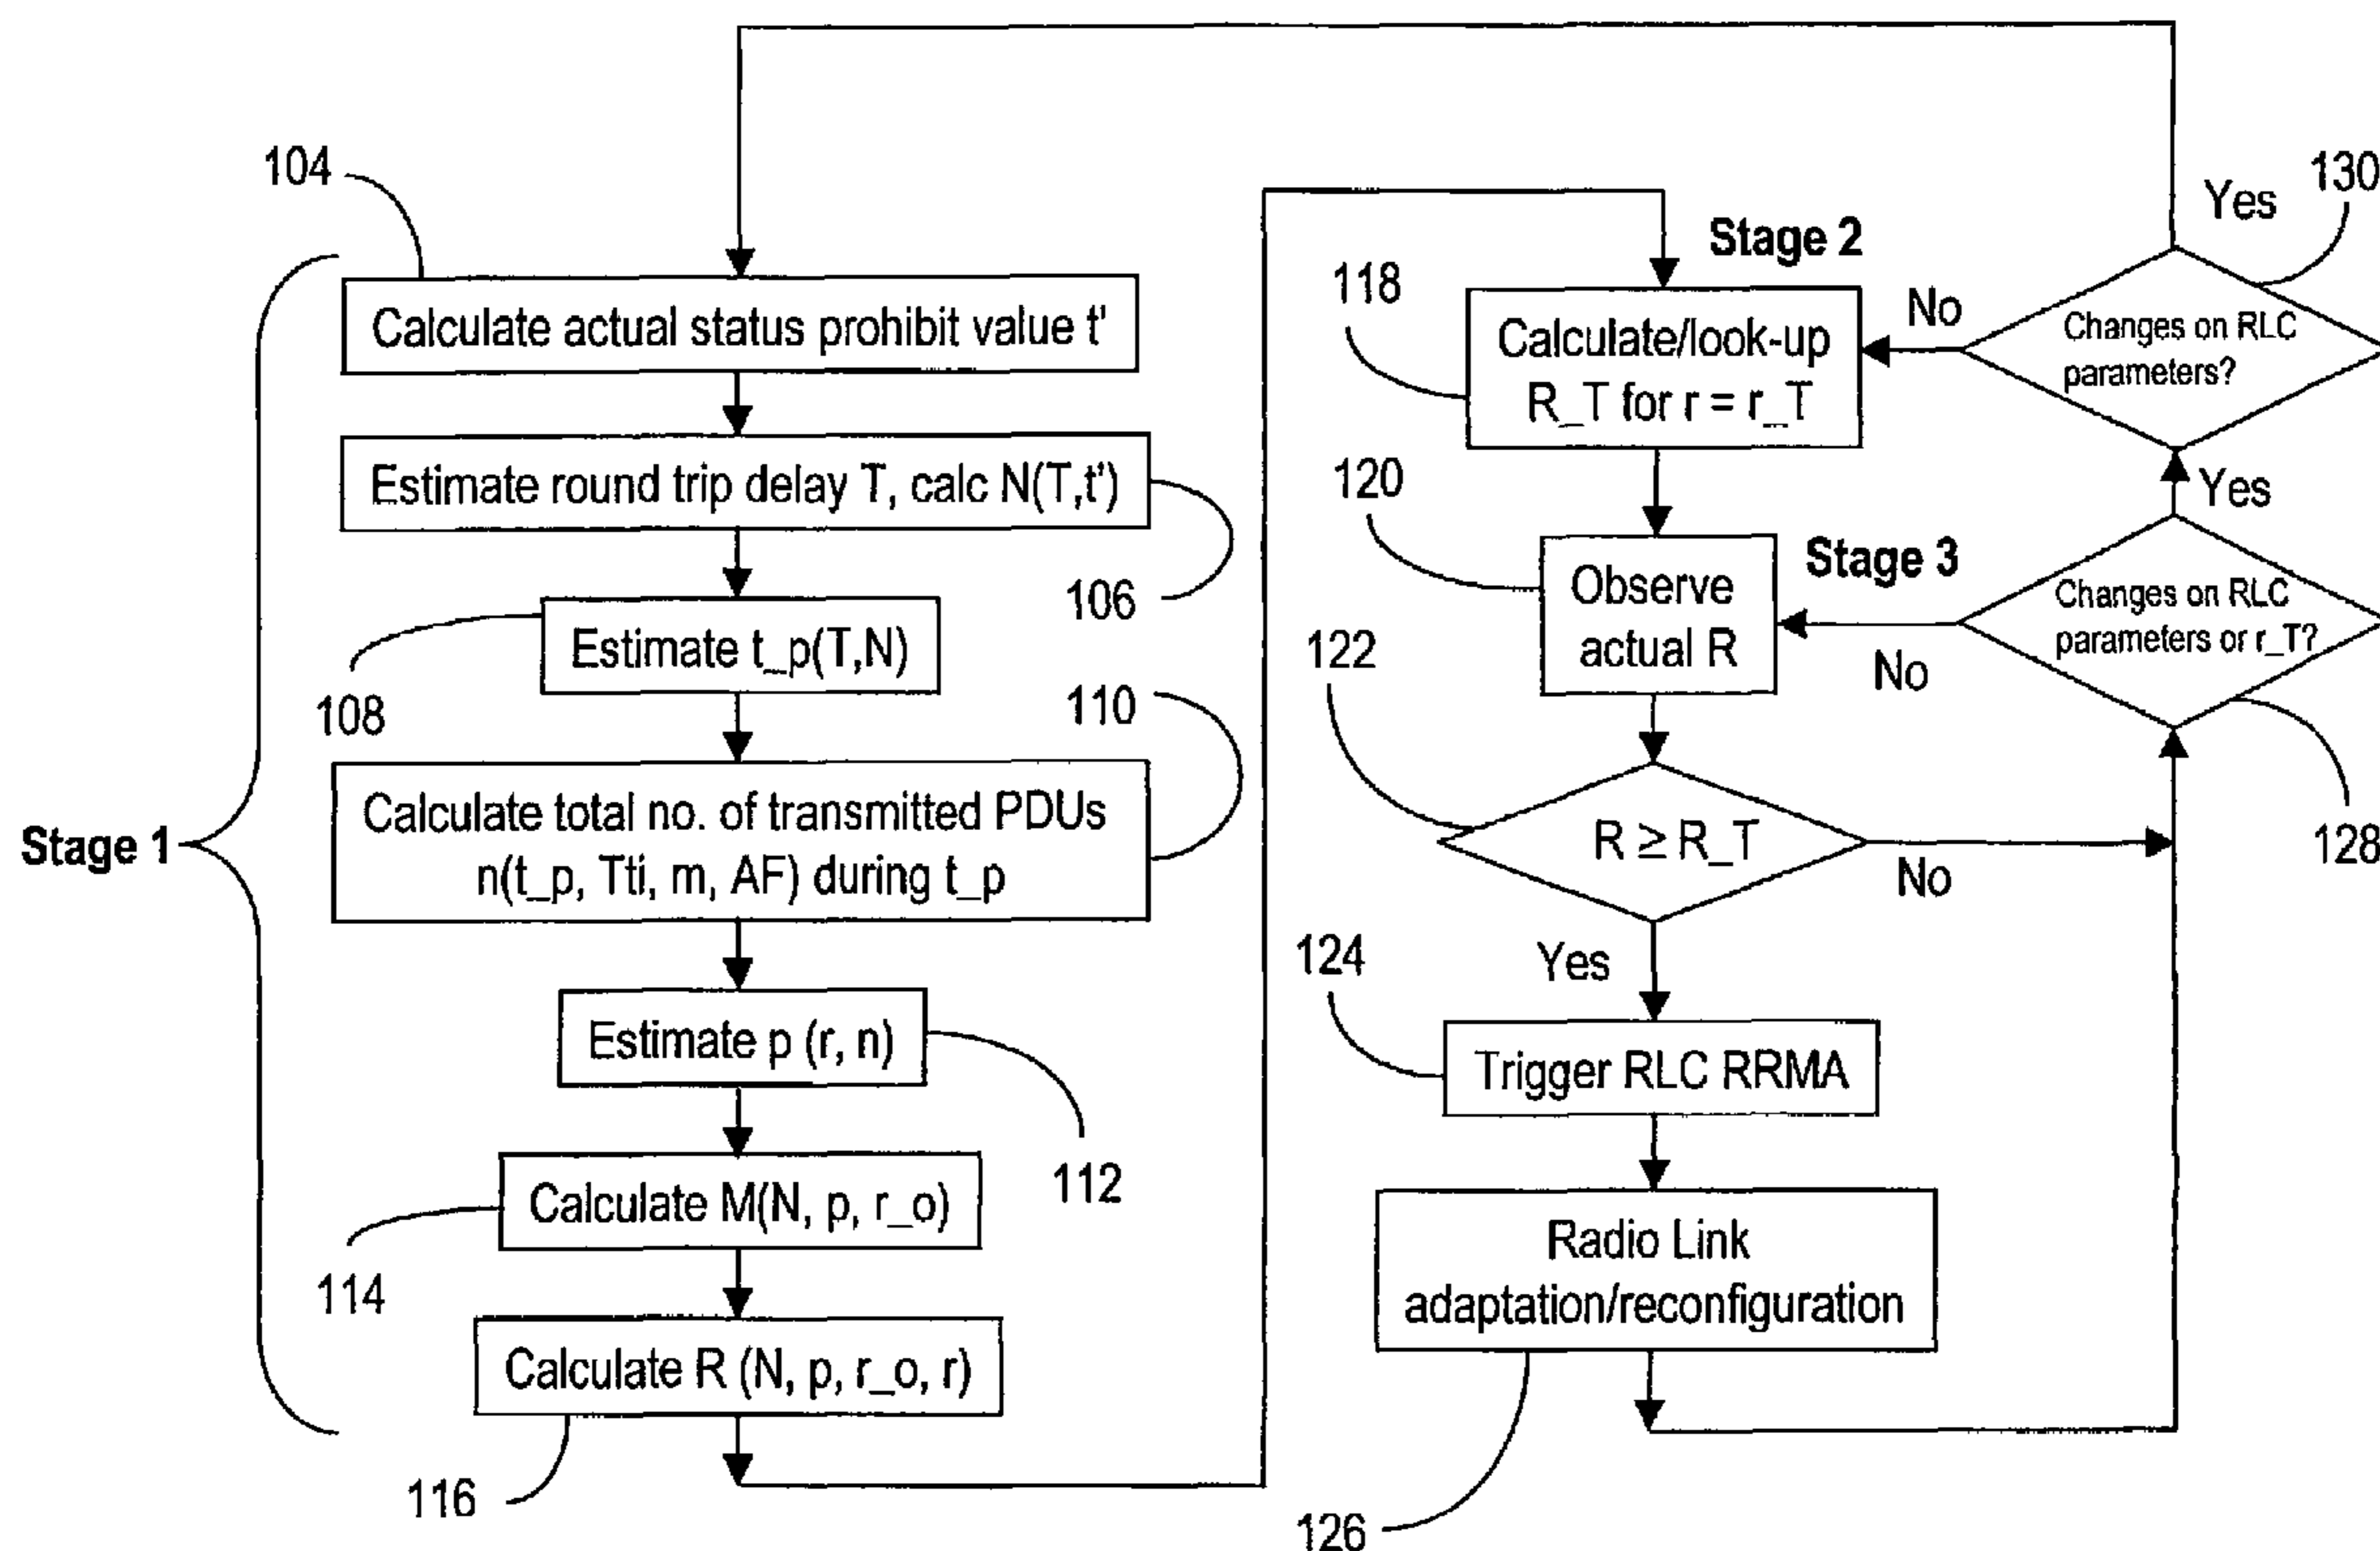 104
Calculate actual status prohibit value t'
Estimate round trip delay T, calc N(T,t')
106
Estimate t_p(T,N)
108
110
Calculate total no. of transmitted PDUs
n(t_p, Tti, m, AF) during t_p
Stage 1
Estimate p (r, n)
112
Calculate M(N, p, r_o)
114
Calculate R (N, p, r_o, r)
116
Stage 2
118
Calculate/look-up
R_T for r = r_T
No
Yes
130
Changes on RLC
parameters?
Yes
120
Observe
actual R
Stage 3
No
Changes on RLC
parameters or r_T?
128
122
R ≥ R_T
No
Yes
124
Trigger RLC RRMA
Radio Link
adaptation/reconfiguration
126